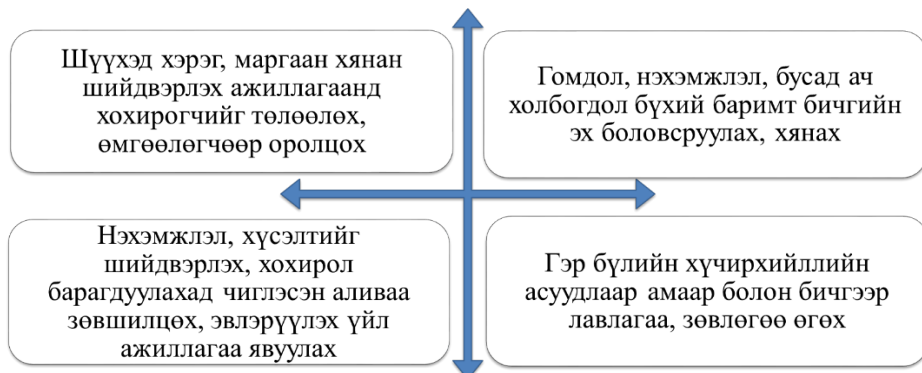 Шүүхэд хэрэг, маргаан хянан
шийдвэрлэх ажиллагаанд
хохирогчийг төлөөлөх,
өмгөөлөгчөөр оролцох
Гомдол, нэхэмжлэл, бусад ач
холбогдол бүхий баримт бичгийн
эх боловсруулах, хянах
Нэхэмжлэл, хүсэлтийг
шийдвэрлэх, хохирол
барагдуулахад чиглэсэн аливаа
зөвшилцөх, эвлэрүүлэх үйл
ажиллагаа явуулах
Гэр бүлийн хүчирхийллийн
асуудлаар амаар болон бичгээр
лавлагаа, зөвлөгөө өгөх